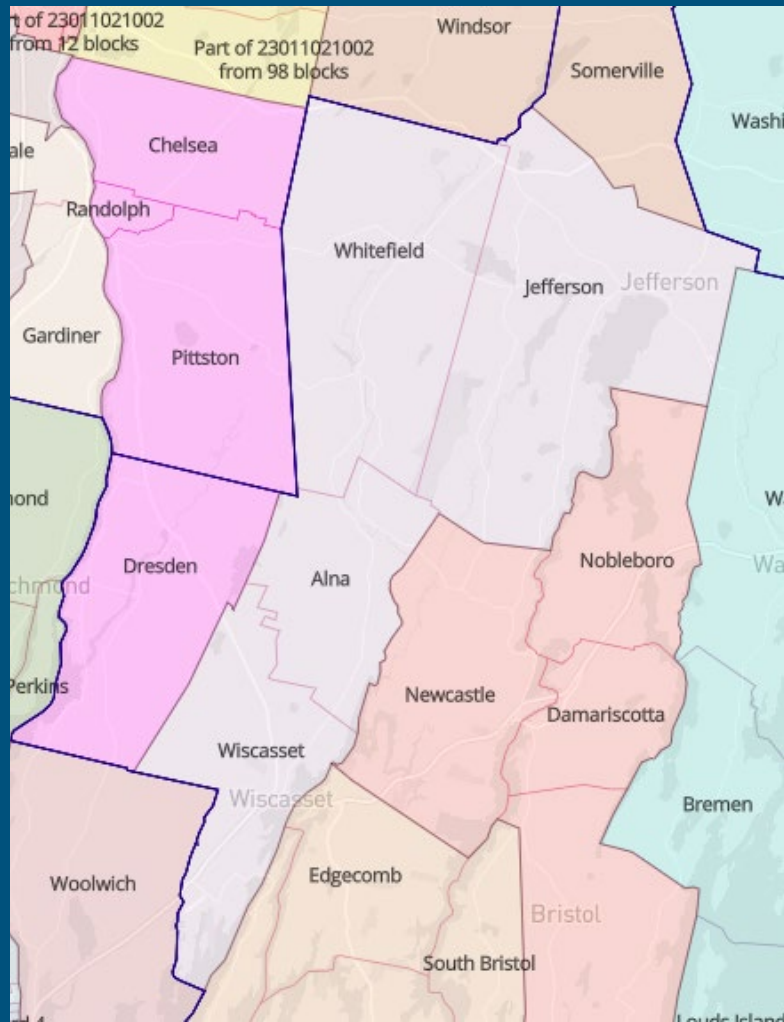 t of 23011021002
from 12 blocks
Part of 23011021002
from 98 blocks
Windsor
Somerville
Washi
Chelsea
ale
Randolph
Whitefield
Jefferson
Jefferson
Gardiner
Pittston
mond
Dresden
Alna
Nobleboro
chmond
Wa
Perkins
Newcastle
Damariscotta
Wiscasset
Wiscasset
Bremen
Woolwich
Edgecomb
Bristol
South Bristol